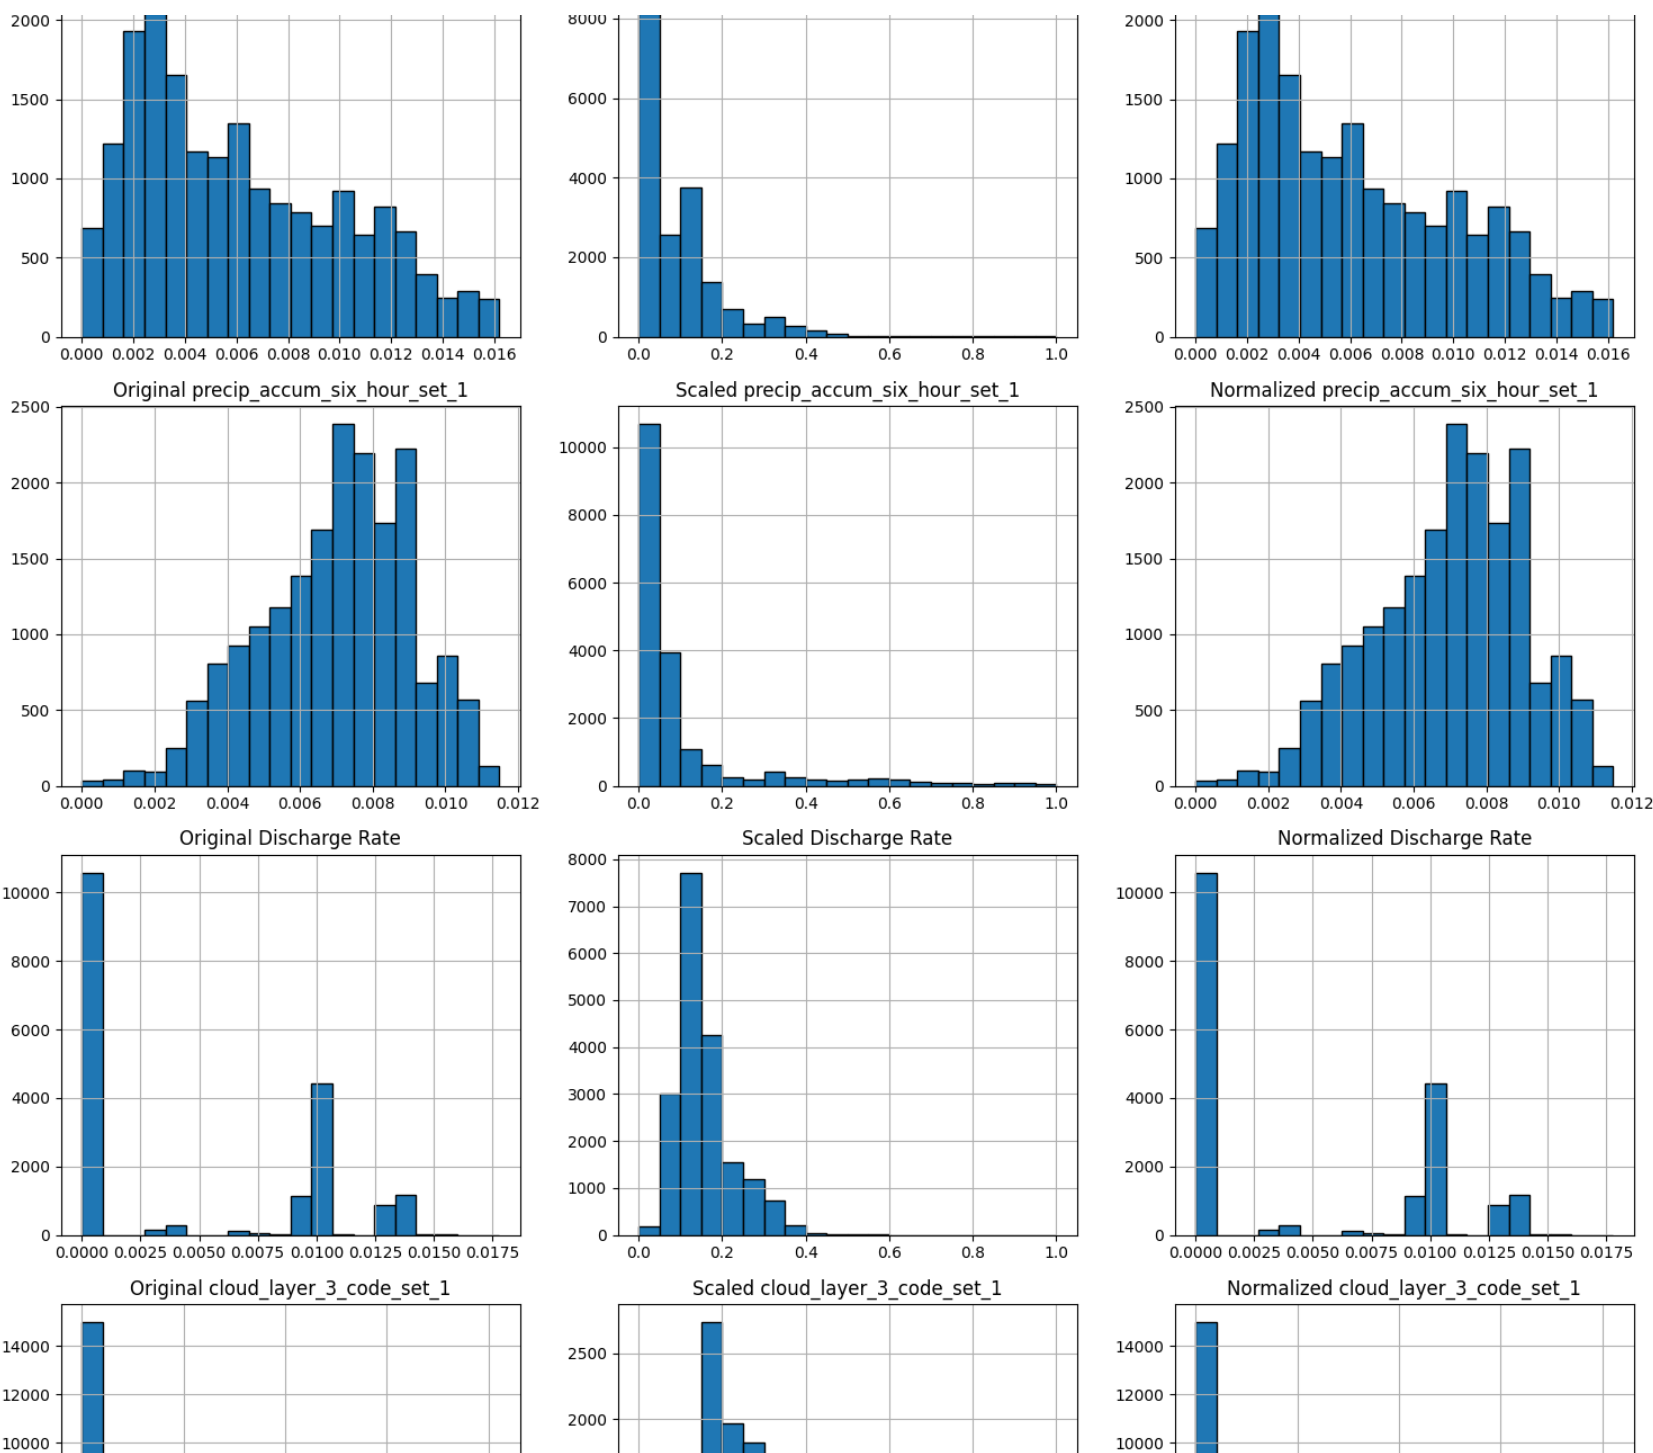 2000 8000 2000
1500 6000 1500
1000 4000 1000
500 2000 500
0 0 0
0.000 0.002 0.004 0.006 0.008 0.010 0.012 0.014 0.016 0.0 0.2 0.4 0.6 0.8 1.0 0.000 0.002 0.004 0.006 0.008 0.010 0.012 0.014 0.016
Original precip_accum_six_hour_set_1 Scaled precip_accum_six_hour_set_1 Normalized precip_accum_six_hour_set_1
2500 10000 2500
2000 8000 2000
1500 6000 1500
1000 4000 1000
500 2000 500
0 0 0
0.000 0.002 0.004 0.006 0.008 0.010 0.012 0.0 0.2 0.4 0.6 0.8 1.0 0.000 0.002 0.004 0.006 0.008 0.010 0.012
Original Discharge Rate Scaled Discharge Rate Normalized Discharge Rate
8000
10000 7000 10000
8000 6000 8000
5000
6000 4000 6000
4000 3000 4000
2000
2000 1000 2000
0 0 0
0.0000 0.0025 0.0050 0.0075 0.0100 0.0125 0.0150 0.0175 0.0 0.2 0.4 0.6 0.8 1.0 0.0000 0.0025 0.0050 0.0075 0.0100 0.0125 0.0150 0.0175
Original cloud_layer_3_code_set_1 Scaled cloud_layer_3_code_set_1 Normalized cloud_layer_3_code_set_1
14000 2500 14000
12000 2000 12000
10000 10000